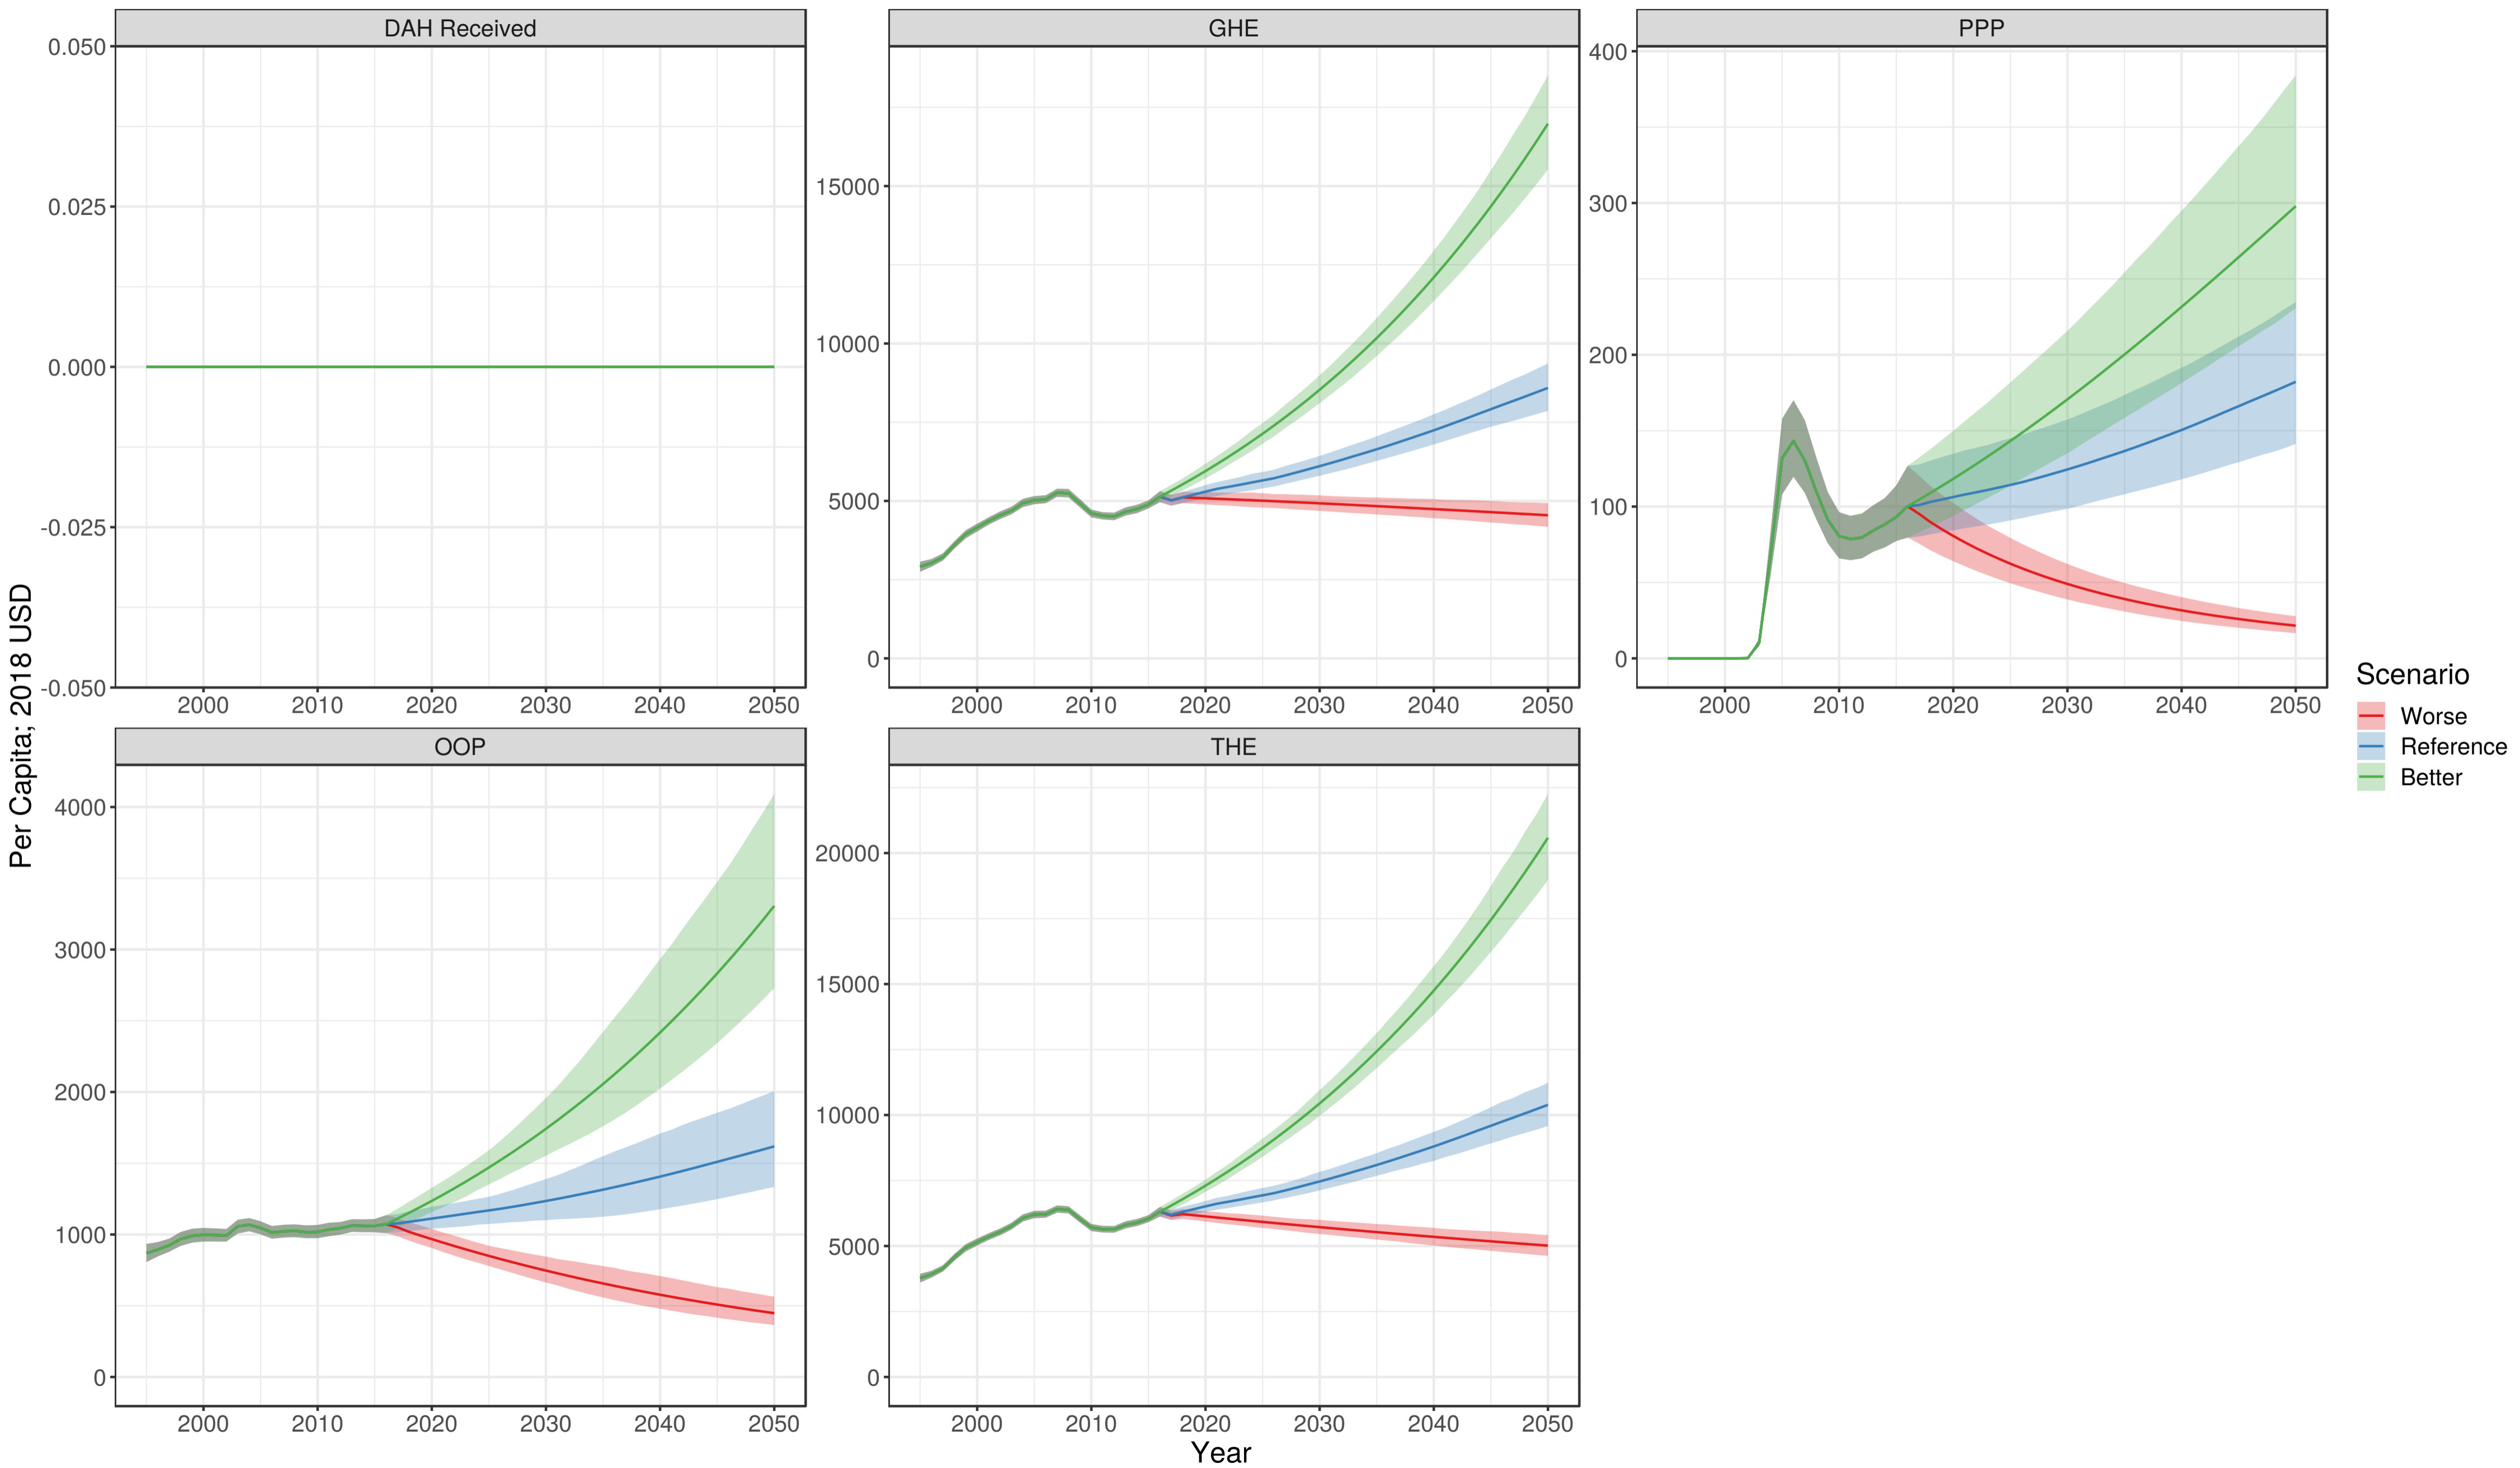 DAH Received
GHE
PPP
0.050
0.025
0.000
-0.025
-0.050
15000
10000
5000
0
400
300
200
100
0
2000 2010 2020 2030 2040 2050
2000 2010 2020 2030 2040 2050
2000 2010 2020 2030 2040 2050
Per Capita; 2018 USD
OOP
THE
4000
3000
2000
1000
0
20000
15000
10000
5000
0
2000 2010 2020 2030 2040 2050
2000 2010 2020 2030 2040 2050
Year
Scenario
Worse
Reference
Better